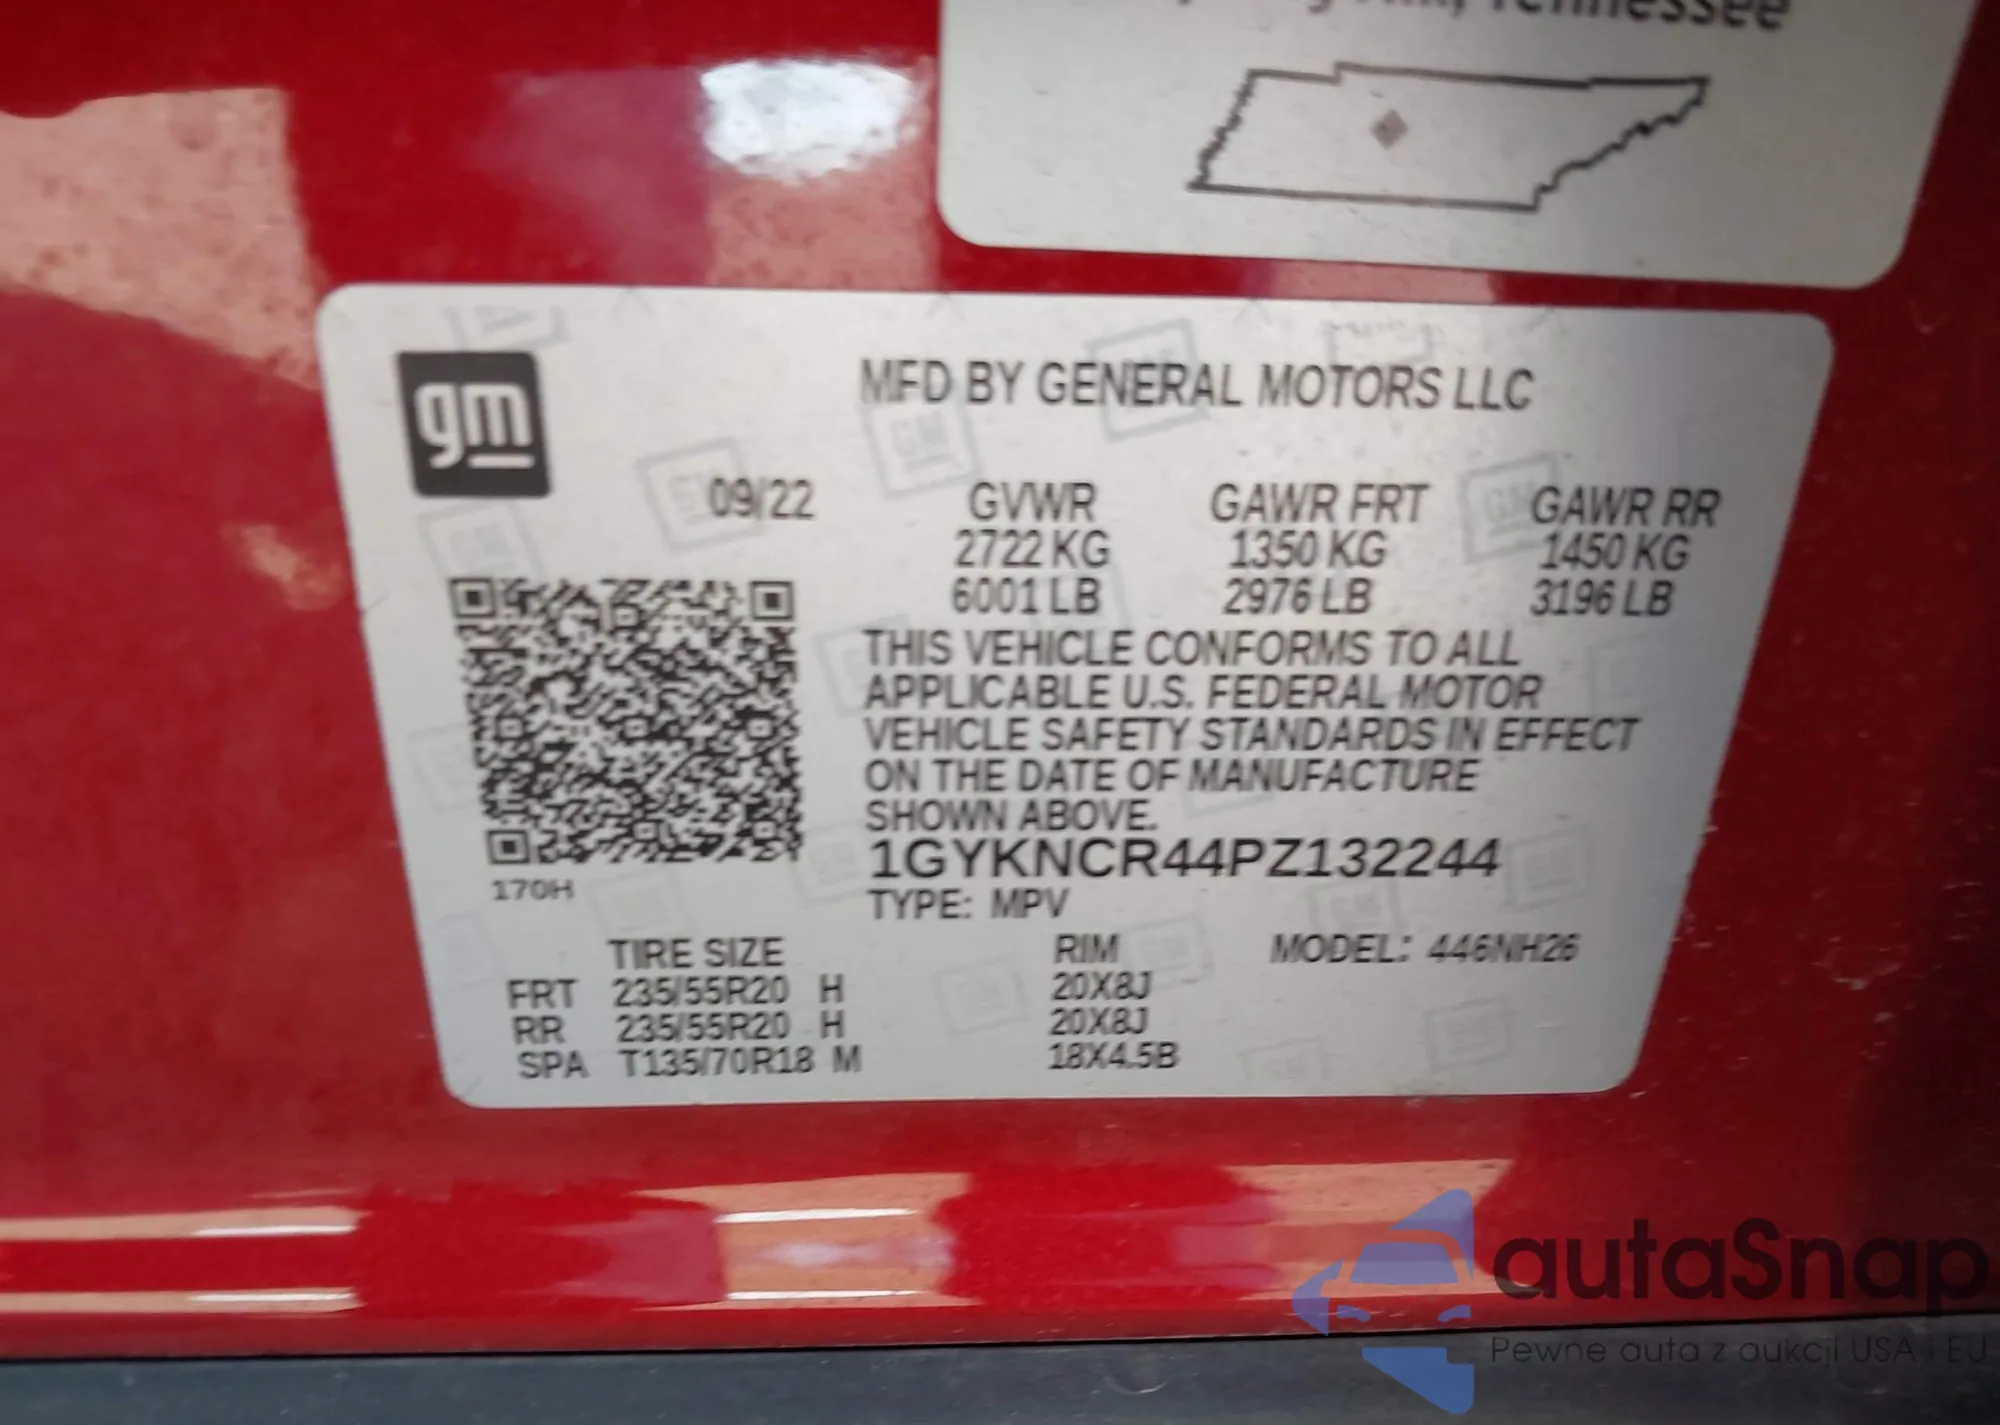 Tennessee
gm
MFD BY GENERAL MOTORS LLC
09/22 GVWR GAWR FRT GAWR RR
2722 KG 1350 KG 1450 KG
6001 LB 2976 LB 3196 LB
THIS VEHICLE CONFORMS TO ALL
APPLICABLE U.S. FEDERAL MOTOR
VEHICLE SAFETY STANDARDS IN EFFECT
ON THE DATE OF MANUFACTURE
SHOWN ABOVE.
1GYKNCR44PZ132244
170H
TYPE: MPV
TIRE SIZE RIM MODEL: 446NH26
FRT 235/55R20 H 20X8J
RR 235/55R20 H 20X8J
SPA T135/70R18 M 18X4.5B
autaSnap
Pewne auta z aukcji USA i EU